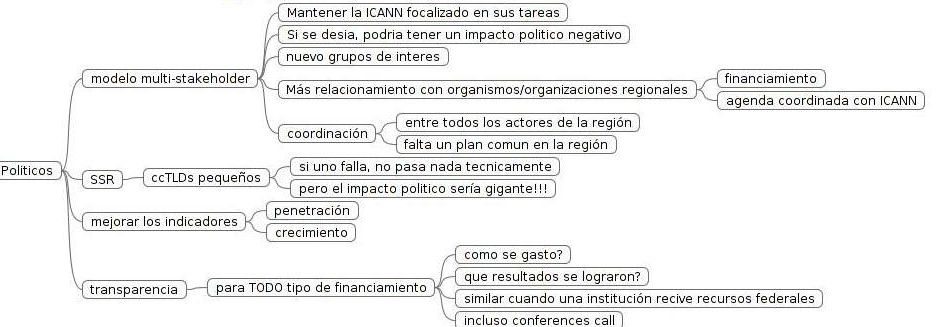 Politicos
modelo multi-stakeholder
Mantener la ICANN focalizado en sus tareas
Si se desia, podria tener un impacto politico negativo
nuevo grupos de interes
Más relacionamiento con organismos/organizaciones regionales
financiamiento
agenda coordinada con ICANN
coordinación
entre todos los actores de la región
falta un plan comun en la región
SSR
ccTLDs pequeños
si uno falla, no pasa nada tecnicamente
pero el impacto politico sería gigante!!!
mejorar los indicadores
penetración
crecimiento
transparencia
para TODO tipo de financiamiento
como se gasto?
que resultados se lograron?
similar cuando una institución recive recursos federales
incluso conferences call